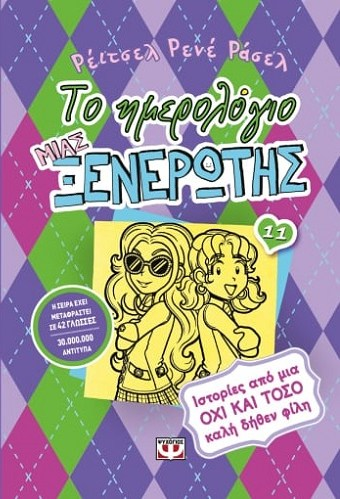 Ρέιτσελ Ρενέ Ράσελ
Το ημερολόγιο
ΜΙΑΣ
ΞΕΝΕΡΩΤΗΣ
11
Η ΣΕΙΡΑ ΕΧΕΙ
ΜΕΤΑΦΡΑΣΤΕΙ
ΣΕ 42 ΓΛΩΣΣΕΣ
30.000.000
ΑΝΤΙΤΥΠΑ
Ιστορίες από μια
ΟΧΙ ΚΑΙ ΤΟΣΟ
καλή δήθεν φίλη
ΨΥΧΟΓΙΟΣ